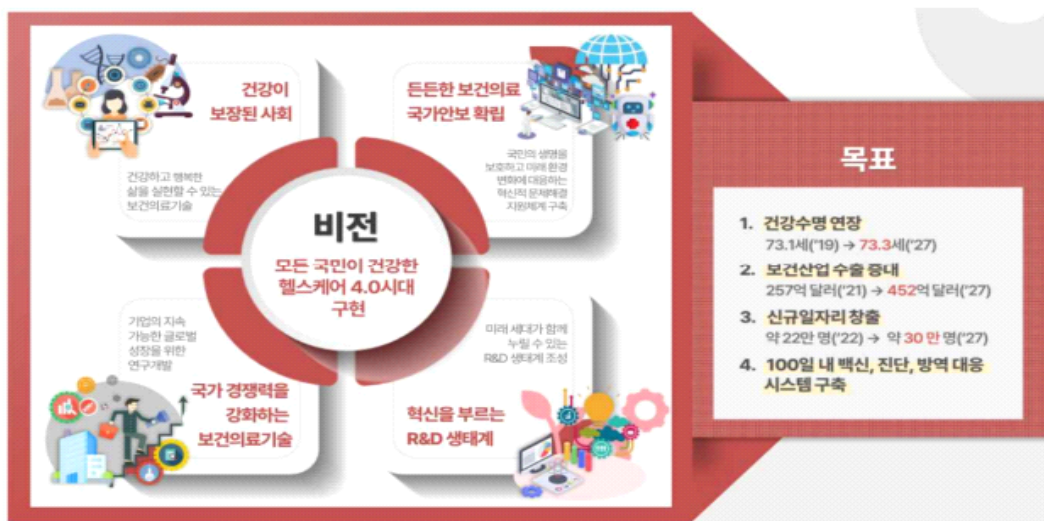 건강이
보장된 사회
건강하고 행복한
삶을 실현할 수 있는
보건의료기술
든든한 보건의료
국가안보 확립
국민의 생명을
보호하고 미래 환경
변화에 대응하는
혁신적 문제해결
지원체계 구축
비전
모든 국민이 건강한
헬스케어 4.0시대
구현
기업의 지속
가능한 글로벌
성장을 위한
연구개발
국가 경쟁력을
강화하는
보건의료기술
미래 세대가 함께
누릴 수 있는
R&D 생태계 조성
혁신을 부르는
R&D 생태계
목표
1. 건강수명 연장
73.1세('19) → 73.3세('27)
2. 보건산업 수출 증대
257억 달러('21) → 452억 달러('27)
3. 신규일자리 창출
약 22만 명('22) → 약 30 만 명('27)
4. 100일 내 백신, 진단, 방역 대응
시스템 구축